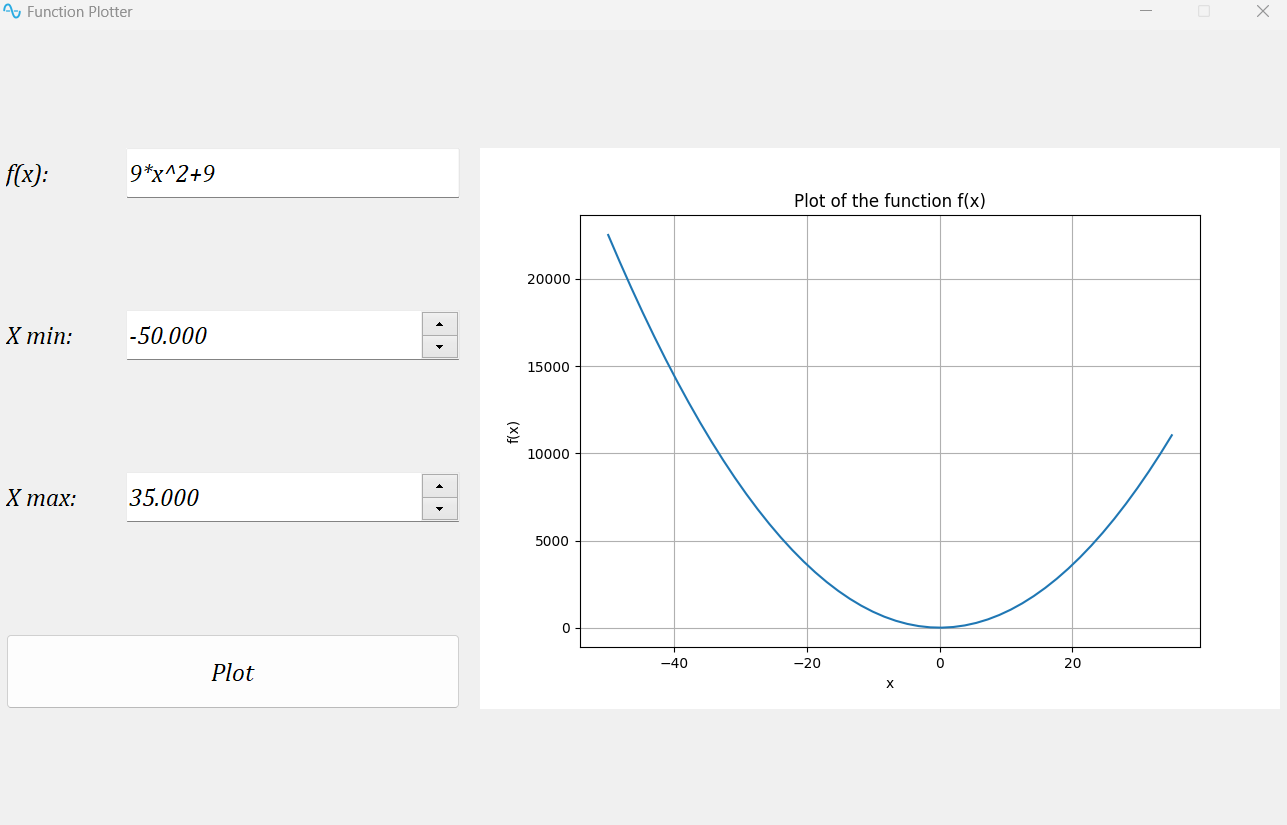 Function Plotter
f(x):
9*x^2+9
X min:
-50.000
X max:
35.000
Plot
Plot of the function f(x)
f(x)
20000
15000
10000
5000
0
−40
−20
0
20
x